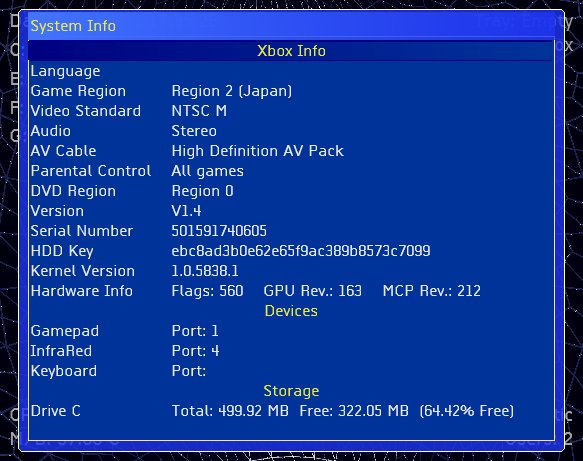 System Info
Tray: Empty
Xbox Info
Language
Game Region Region 2 (Japan)
Video Standard NTSC M
Audio Stereo
AV Cable High Definition AV Pack
Parental Control All games
DVD Region Region 0
Version V1.4
Serial Number 501591740605
HDD Key ebc8ad3b0e62e65f9ac389b8573c7099
Kernel Version 1.0.5838.1
Hardware Info Flags: 560 GPU Rev.: 163 MCP Rev.: 212
Devices
Gamepad Port: 1
InfraRed Port: 4
Keyboard Port:
Storage
Drive C Total: 499.92 MB Free: 322.05 MB (64.42% Free)